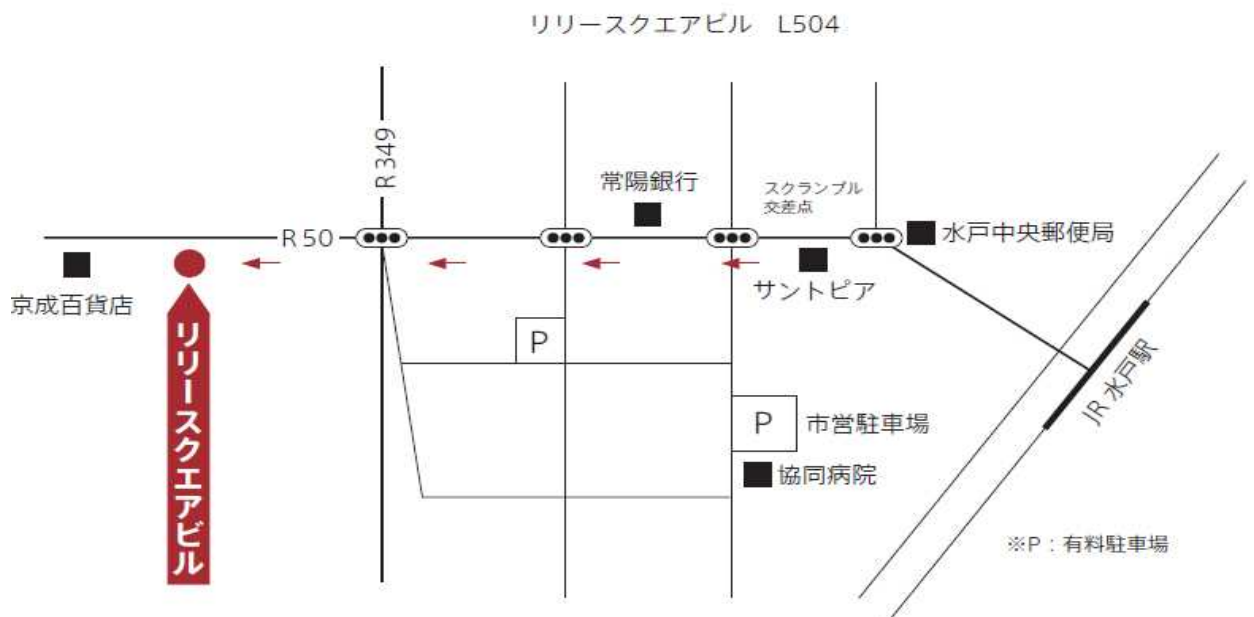 リリースクエアビル　L504
R349
常陽銀行
スクランブル
交差点
R50
水戸中央郵便局
京成百貨店
サントピア
リリースクエアビル
P
JR 水戸駅
P
市営駐車場
協同病院
※P：有料駐車場